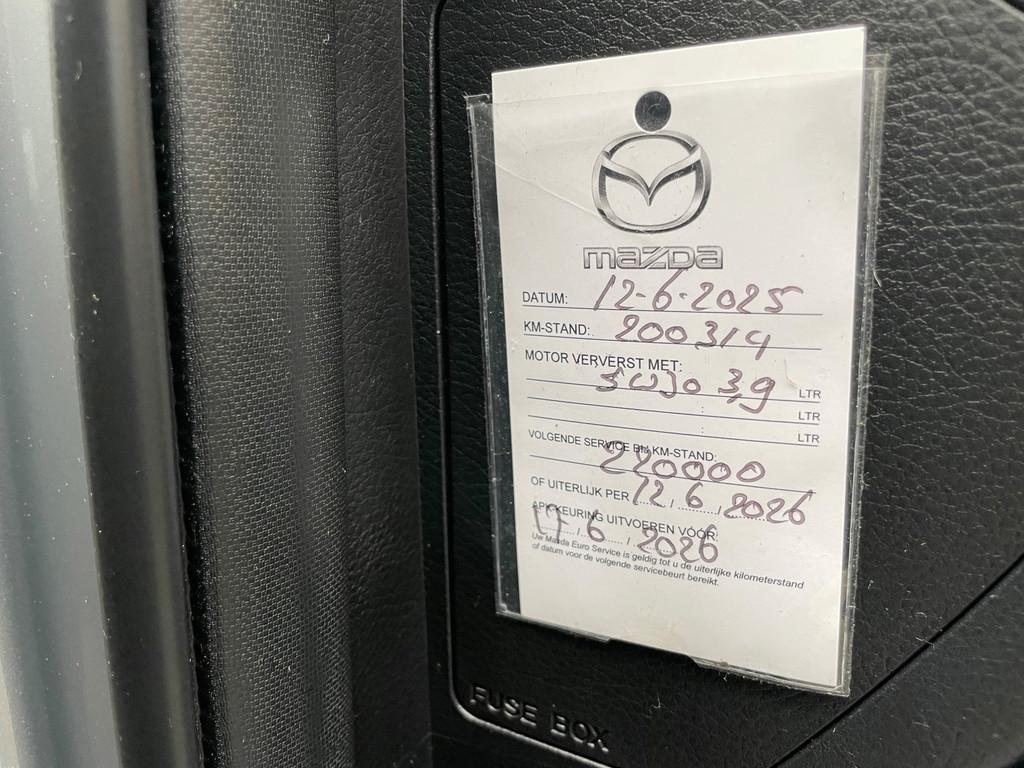 mazda
DATUM: 12-6-2025
KM-STAND: 200314
MOTOR VERVERST MET:
5W30 3,9 LTR
LTR
LTR
VOLGENDE SERVICE BIJ KM-STAND:
220000
OF UITERLIJK PER 12 / 6 / 2026
APK-KEURING UITVOEREN VÓÓR:
17 / 6 / 2026
Uw Mazda Euro Service is geldig tot u de uiterlijke kilometerstand
of datum voor de volgende servicebeurt bereikt.
FUSE BOX